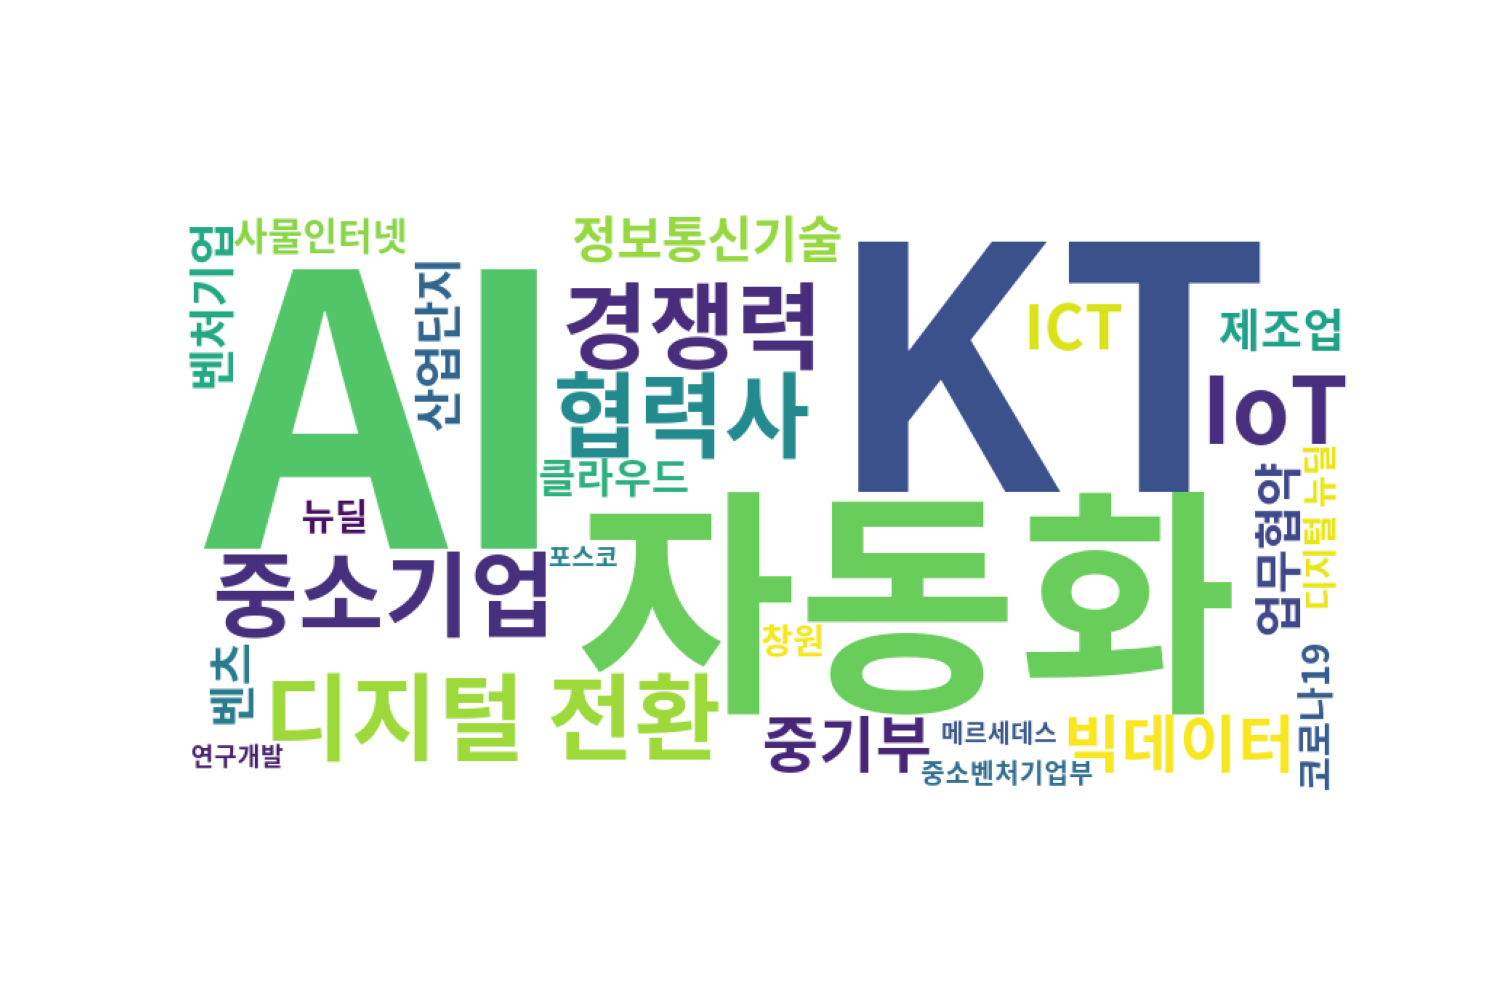 사물인터넷
정보통신기술
벤처기업
AI
산업단지
경쟁력
KT
ICT
제조업
협력사
IoT
클라우드
뉴딜
자동화
업무협약
디지털 뉴딜
중소기업
포스코
창원
벤츠
디지털 전환
코로나19
연구개발
중기부
메르세데스
빅데이터
중소벤처기업부